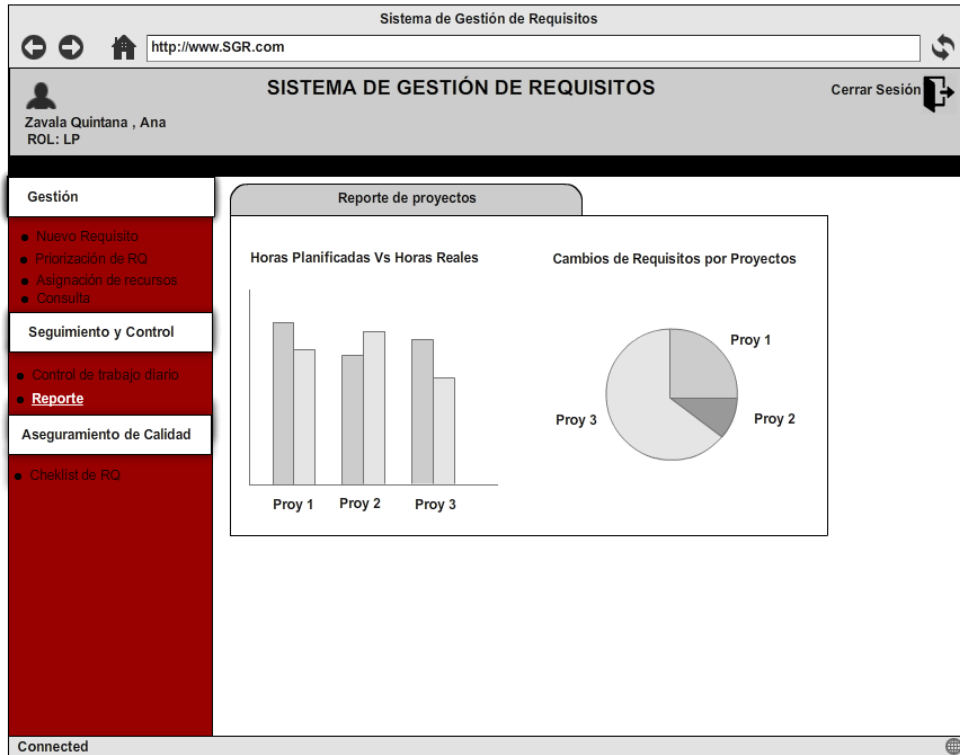 Sistema de Gestión de Requisitos
http://www.SGR.com
SISTEMA DE GESTIÓN DE REQUISITOS
Cerrar Sesión
Zavala Quintana , Ana
ROL: LP
Gestión
Nuevo Requisito
Priorización de RQ
Asignación de recursos
Consulta
Seguimiento y Control
Control de trabajo diario
Reporte
Aseguramiento de Calidad
Cheklist de RQ
Reporte de proyectos
Horas Planificadas Vs Horas Reales
Proy 1 Proy 2 Proy 3
Cambios de Requisitos por Proyectos
Proy 1
Proy 2
Proy 3
Connected